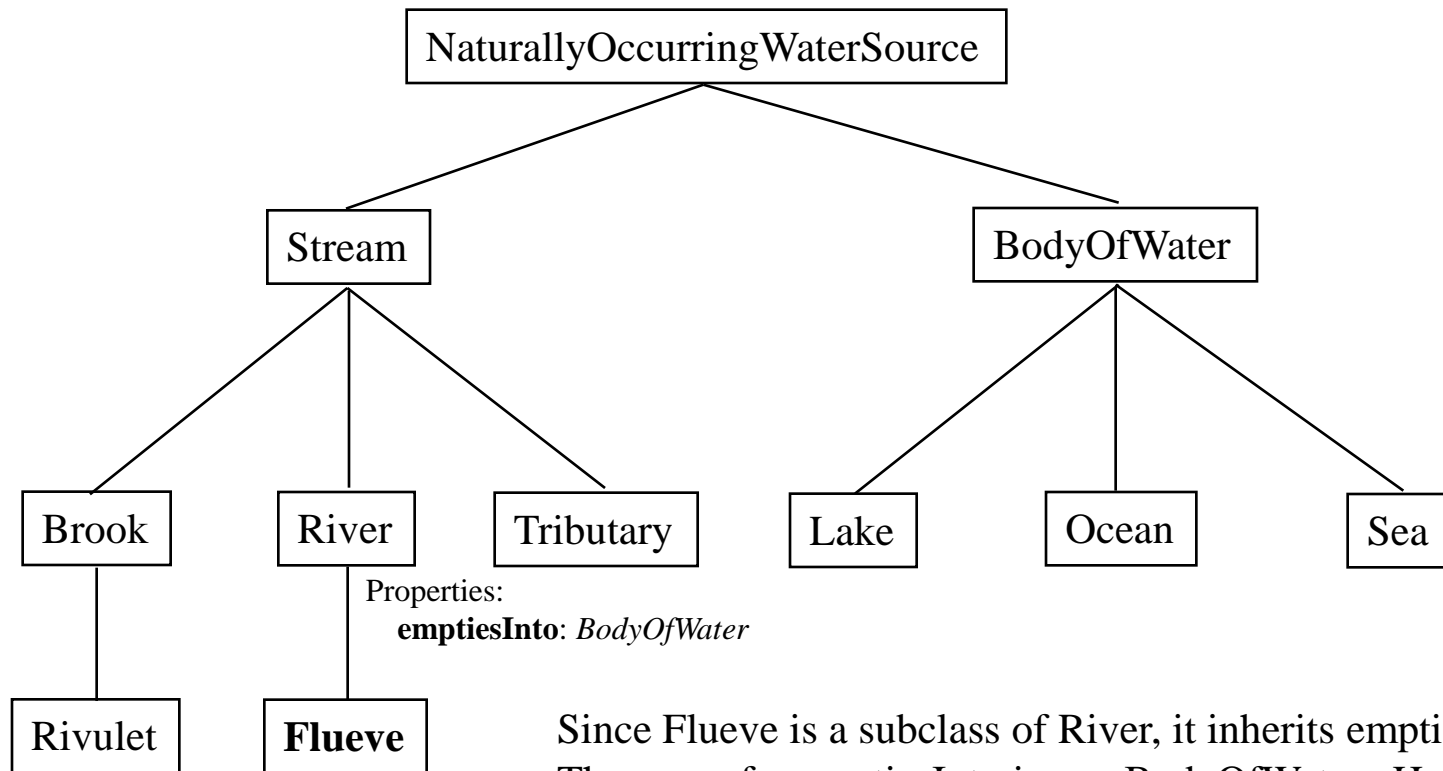 NaturallyOccurringWaterSource
Stream
BodyOfWater
Brook
River
Tributary
Lake
Ocean
Sea
Properties:
emptiesInto: BodyOfWater
Rivulet
Flueve
Since Flueve is a subclass of River, it inherits